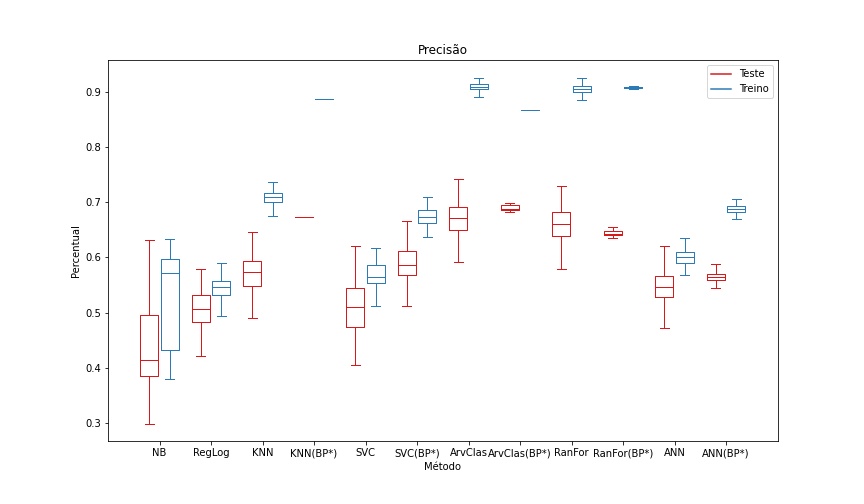 Precisão
Teste
Treino
Percentual
0.9
0.8
0.7
0.6
0.5
0.4
0.3
NB RegLog KNN KNN(BP*) SVC SVC(BP*) ArvClas ArvClas(BP*) RanFor RanFor(BP*) ANN ANN(BP*)
Método